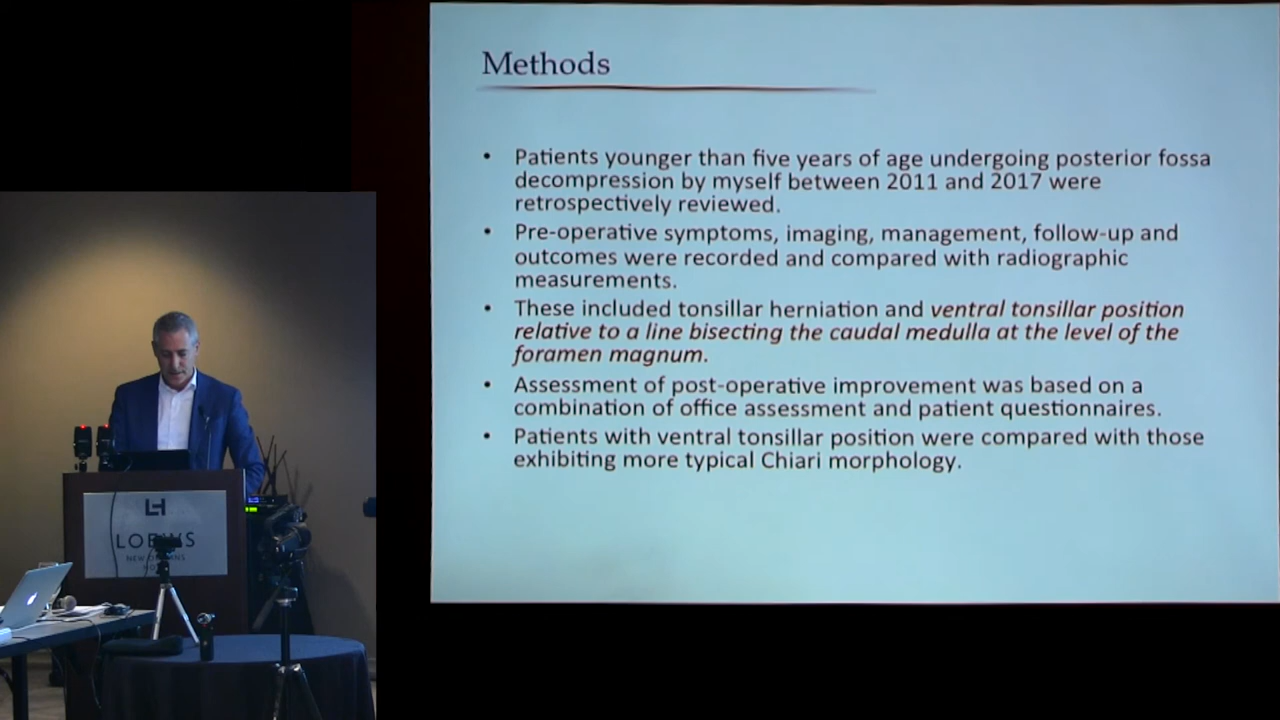 Methods
• Patients younger than five years of age undergoing posterior fossa
decompression by myself between 2011 and 2017 were
retrospectively reviewed.
• Pre-operative symptoms, imaging, management, follow-up and
outcomes were recorded and compared with radiographic
measurements.
• These included tonsillar herniation and ventral tonsillar position
relative to a line bisecting the caudal medulla at the level of the
foramen magnum.
• Assessment of post-operative improvement was based on a
combination of office assessment and patient questionnaires.
• Patients with ventral tonsillar position were compared with those
exhibiting more typical Chiari morphology.
LOEWS